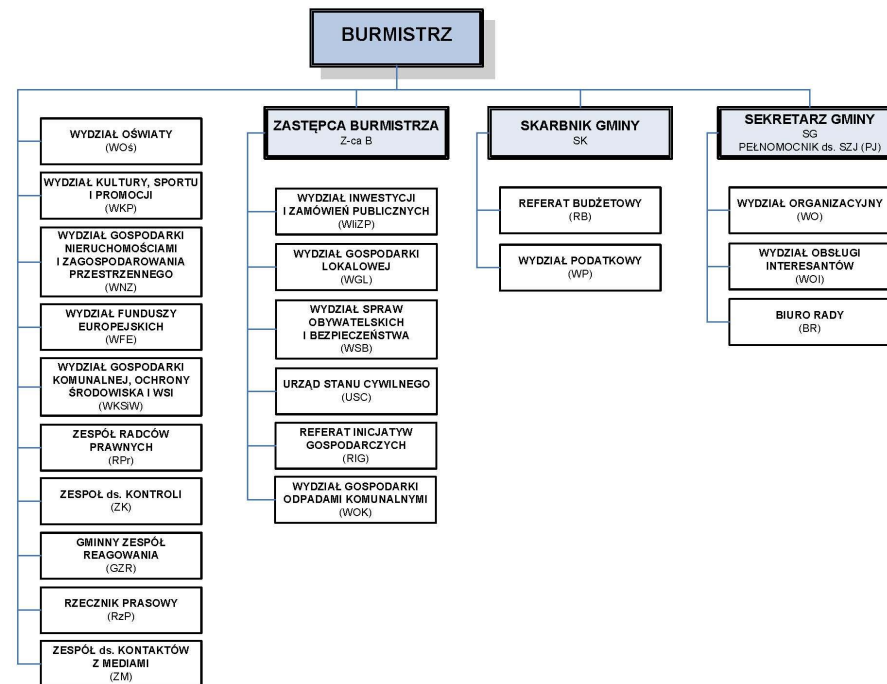 BURMISTRZ
WYDZIAŁ OŚWIATY
(WOś)
WYDZIAŁ KULTURY, SPORTU
I PROMOCJI
(WKP)
WYDZIAŁ GOSPODARKI
NIERUCHOMOŚCIAMI
I ZAGOSPODAROWANIA
PRZESTRZENNEGO
(WNZ)
WYDZIAŁ FUNDUSZY
EUROPEJSKICH
(WFE)
WYDZIAŁ GOSPODARKI
KOMUNALNEJ, OCHRONY
ŚRODOWISKA I WSI
(WKSiW)
ZESPÓŁ RADCÓW
PRAWNYCH
(RPr)
ZESPOŁ ds. KONTROLI
(ZK)
GMINNY ZESPÓŁ
REAGOWANIA
(GZR)
RZECZNIK PRASOWY
(RzP)
ZESPÓŁ ds. KONTAKTÓW
Z MEDIAMI
(ZM)
ZASTĘPCA BURMISTRZA
Z-ca B
WYDZIAŁ INWESTYCJI
I ZAMÓWIEŃ PUBLICZNYCH
(WIiZP)
WYDZIAŁ GOSPODARKI
LOKALOWEJ
(WGL)
WYDZIAŁ SPRAW
OBYWATELSKICH
I BEZPIECZEŃSTWA
(WSB)
URZĄD STANU CYWILNEGO
(USC)
REFERAT INICJATYW
GOSPODARCZYCH
(RIG)
WYDZIAŁ GOSPODARKI
ODPADAMI KOMUNALNYMI
(WOK)
SKARBNIK GMINY
SK
REFERAT BUDŻETOWY
(RB)
WYDZIAŁ PODATKOWY
(WP)
SEKRETARZ GMINY
SG
PEŁNOMOCNIK ds. SZJ (PJ)
WYDZIAŁ ORGANIZACYJNY
(WO)
WYDZIAŁ OBSŁUGI
INTERESANTÓW
(WOI)
BIURO RADY
(BR)